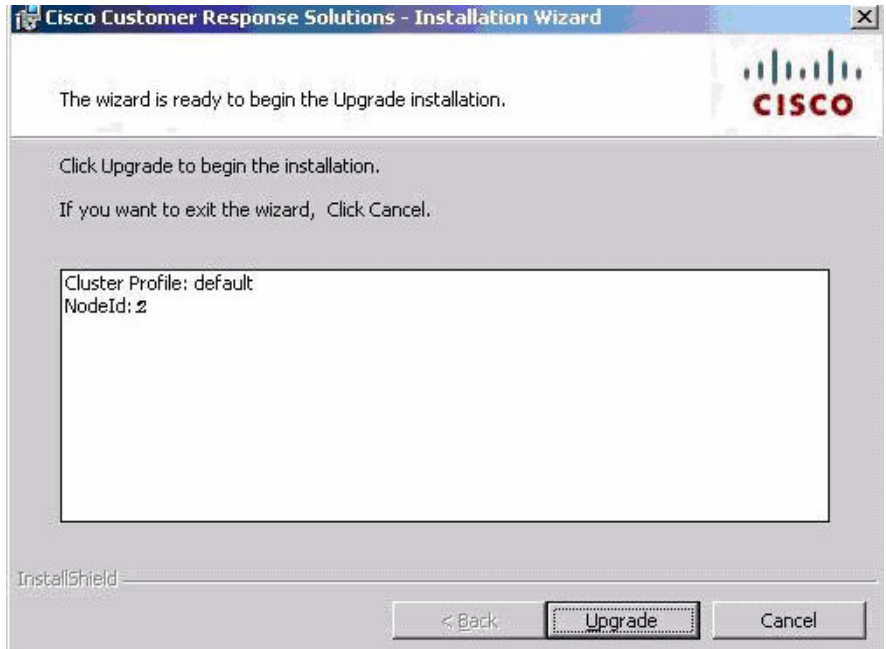 Cisco Customer Response Solutions - Installation Wizard
The wizard is ready to begin the Upgrade installation.
CISCO
Click Upgrade to begin the installation.
If you want to exit the wizard, Click Cancel.
Cluster Profile: default
NodeId: 2
InstallShield
< Back
Upgrade
Cancel